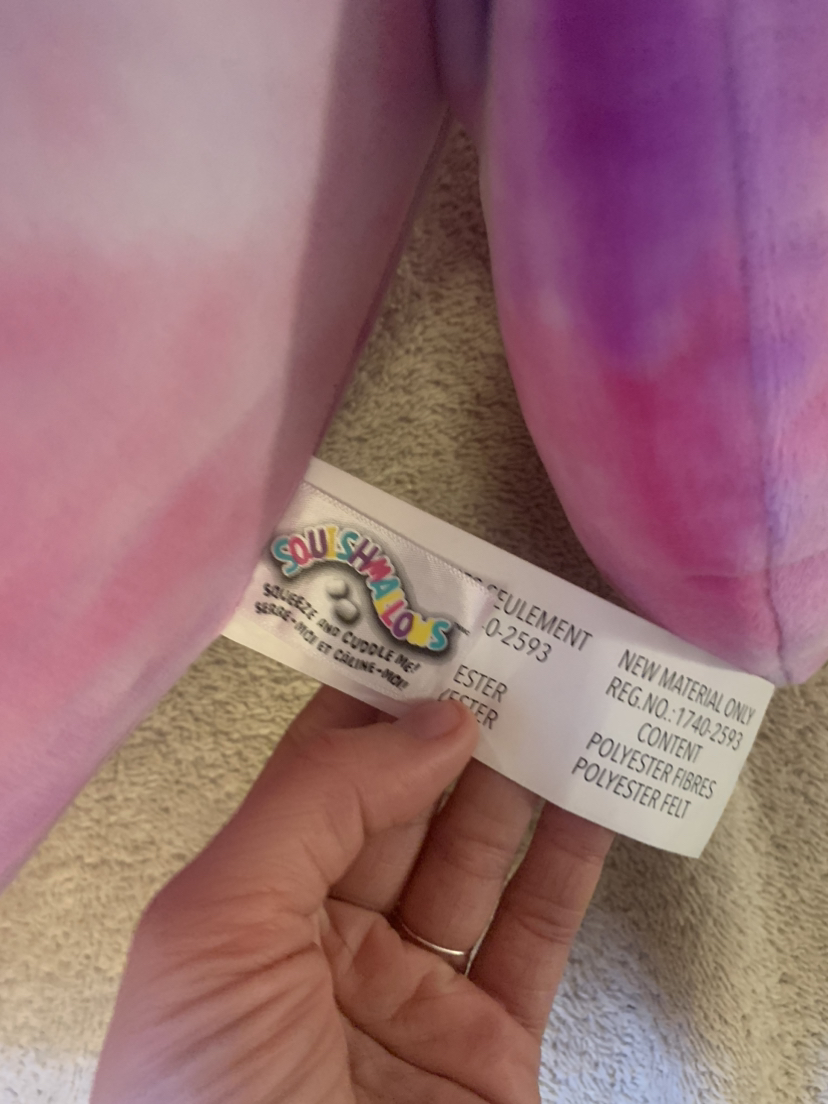 SQUISHMALLOWS™
SQUEEZE AND CUDDLE ME!
SERRE-MOI ET CÂLINE-MOI!
SEULEMENT
0-2593
ESTER
ESTER
NEW MATERIAL ONLY
REG.NO.:1740-2593
CONTENT
POLYESTER FIBRES
POLYESTER FELT